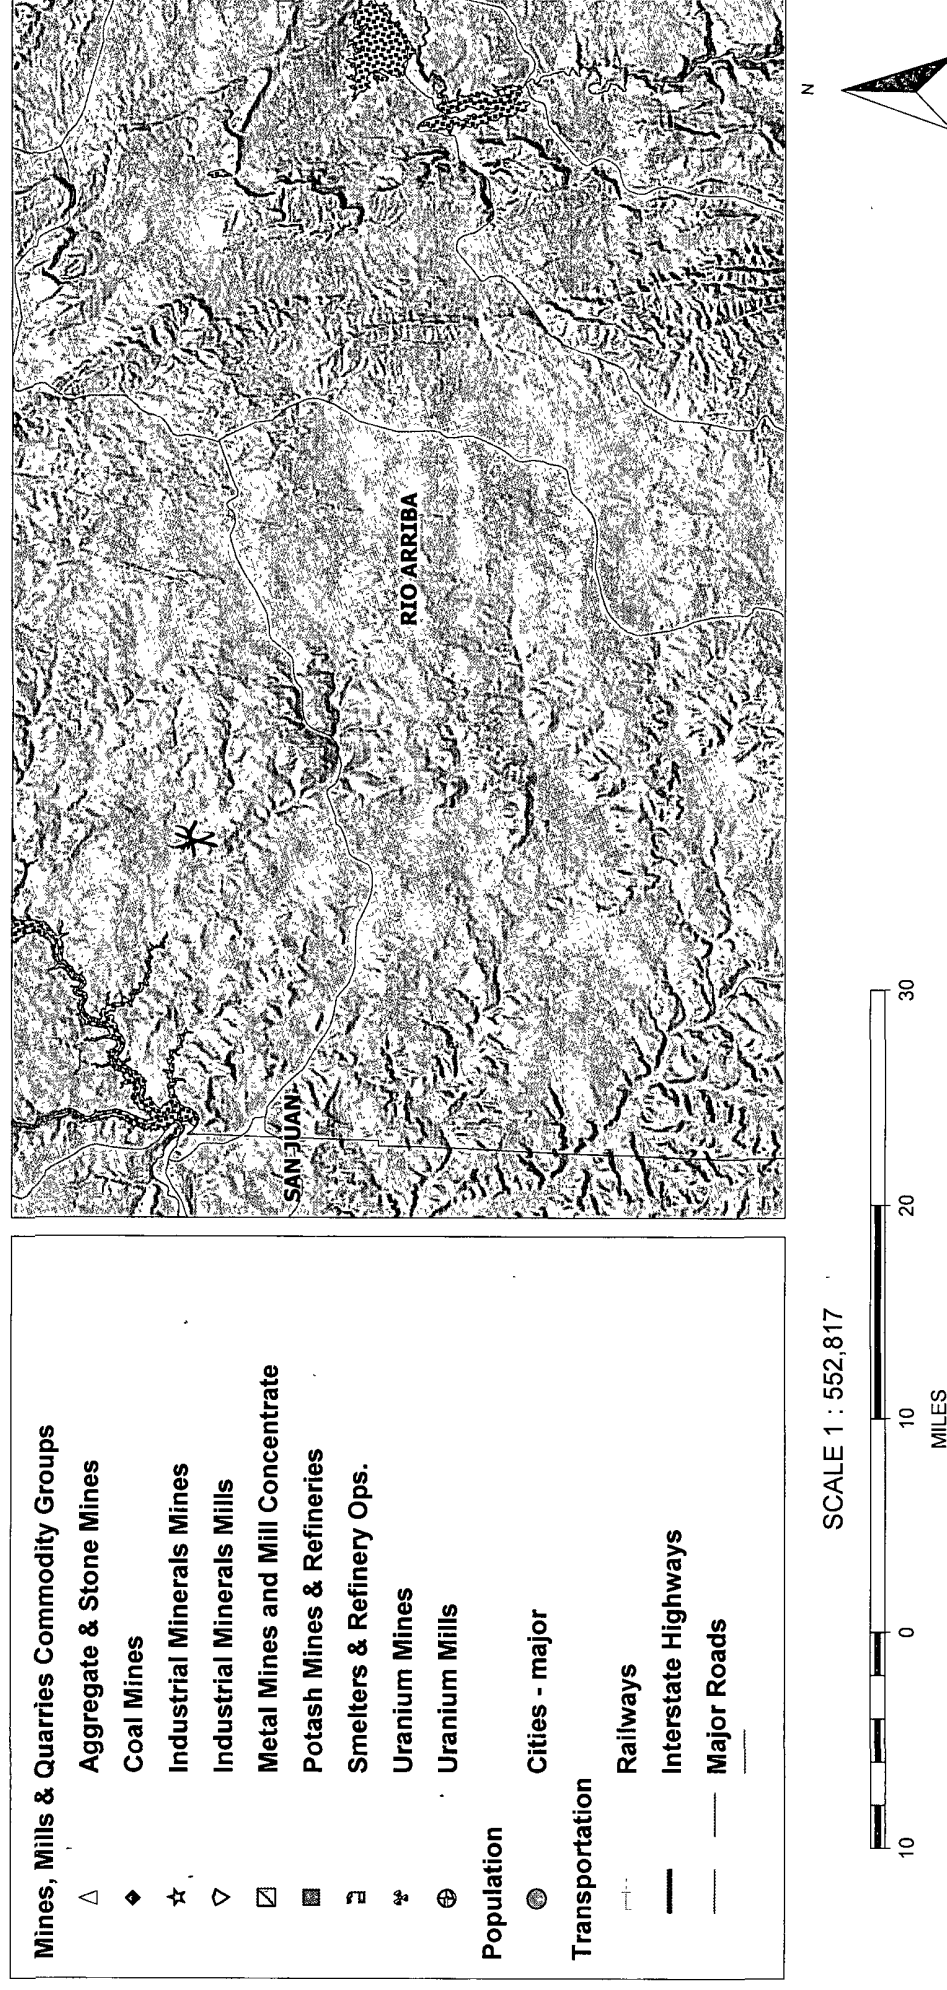 Mines, Mills & Quarries Commodity Groups
Aggregate & Stone Mines
Coal Mines
Industrial Minerals Mines
Industrial Minerals Mills
Metal Mines and Mill Concentrate
Potash Mines & Refineries
Smelters & Refinery Ops.
Uranium Mines
Uranium Mills
Population
Cities - major
Transportation
Railways
Interstate Highways
Major Roads
SAN JUAN
RIO ARRIBA
N
SCALE 1 : 552,817
10 0 10 20 30
MILES